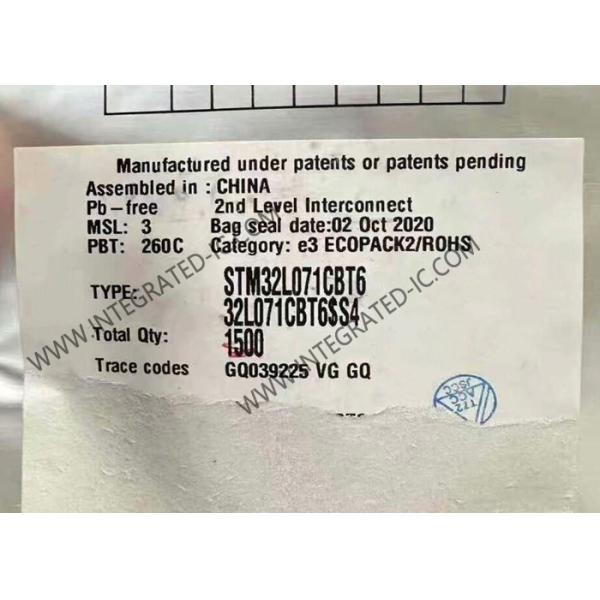 Manufactured under patents or patents pending
Assembled in : CHINA
Pb-free 2nd Level Interconnect
MSL: 3 Bag seal date:02 Oct 2020
PBT: 260C Category: e3 ECOPACK2/ROHS
TYPE: STM32L071CBT6
32L071CBT6$S4
Total Qty: 1500
Trace codes GQ039225 VG GQ
WWW.INTEGRATED-IC.COM
WWW.INTEGRATED-IC.COM